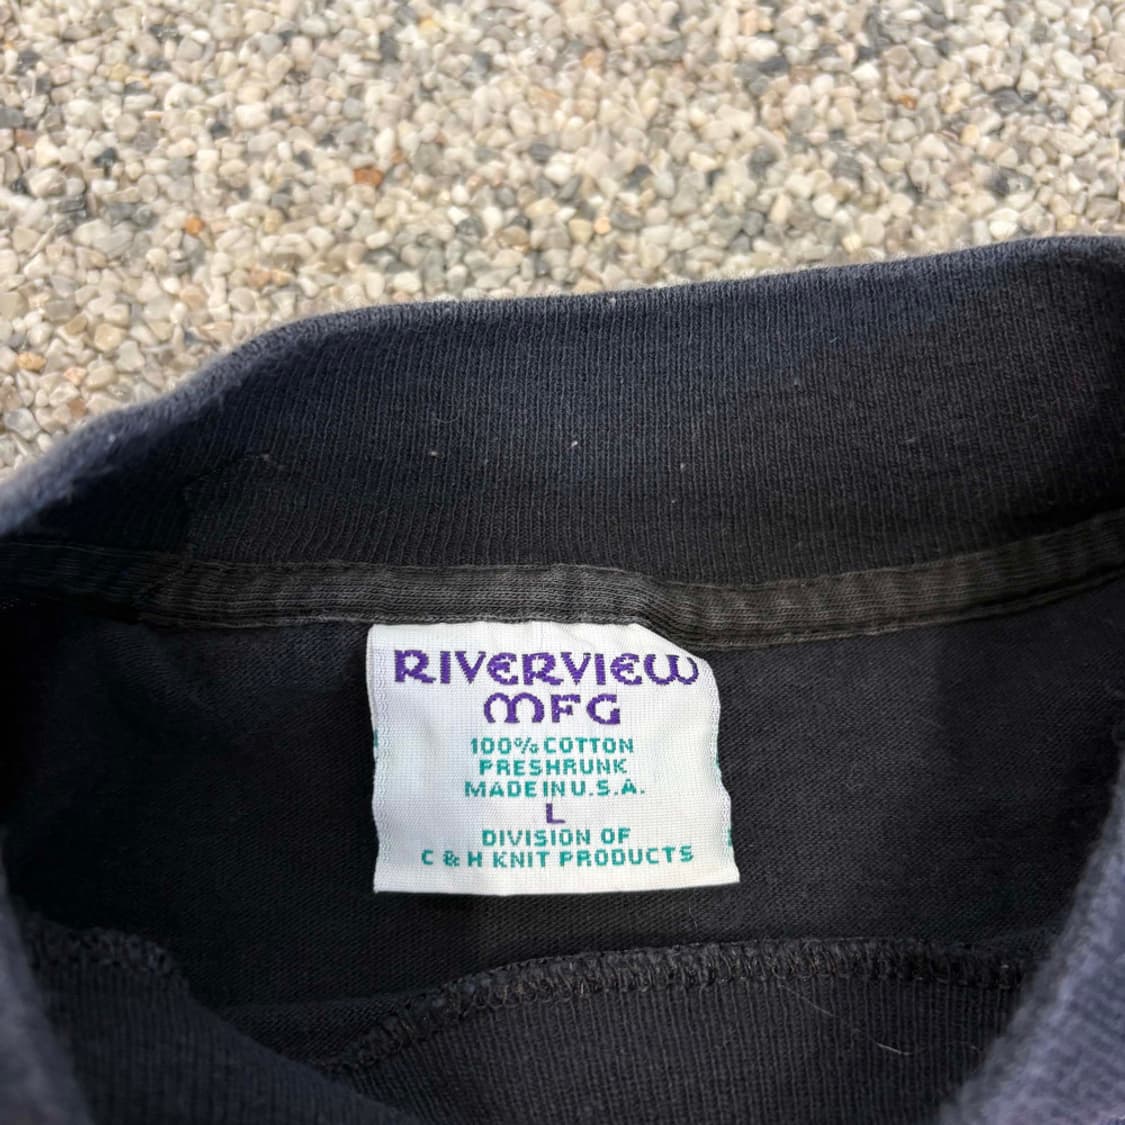 RIVERVIEW
MFG
100% COTTON
PRESHRUNK
MADE IN U.S.A.
L
DIVISION OF
C & H KNIT PRODUCTS